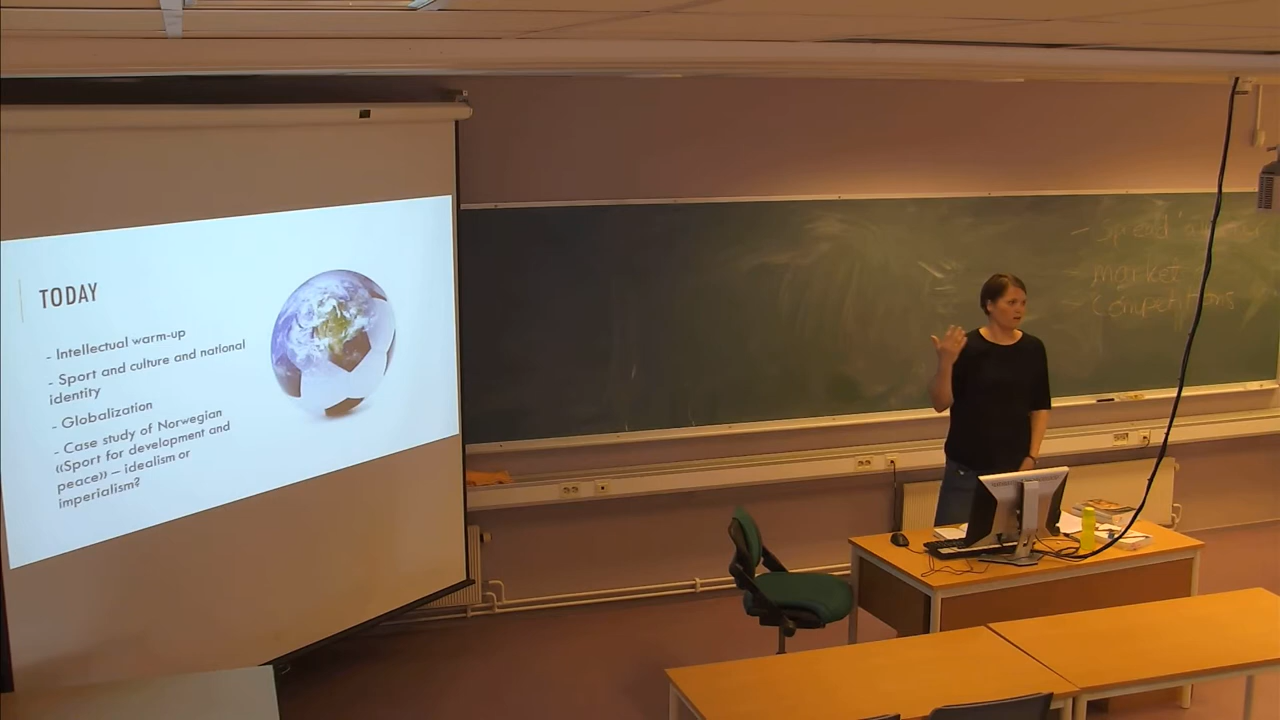 TODAY
- Intellectual warm-up
- Sport and culture and national
identity
- Globalization
- Case study of Norwegian
«Sport for development and
peace» – idealism or
imperialism?
- Spread
market
Competitions